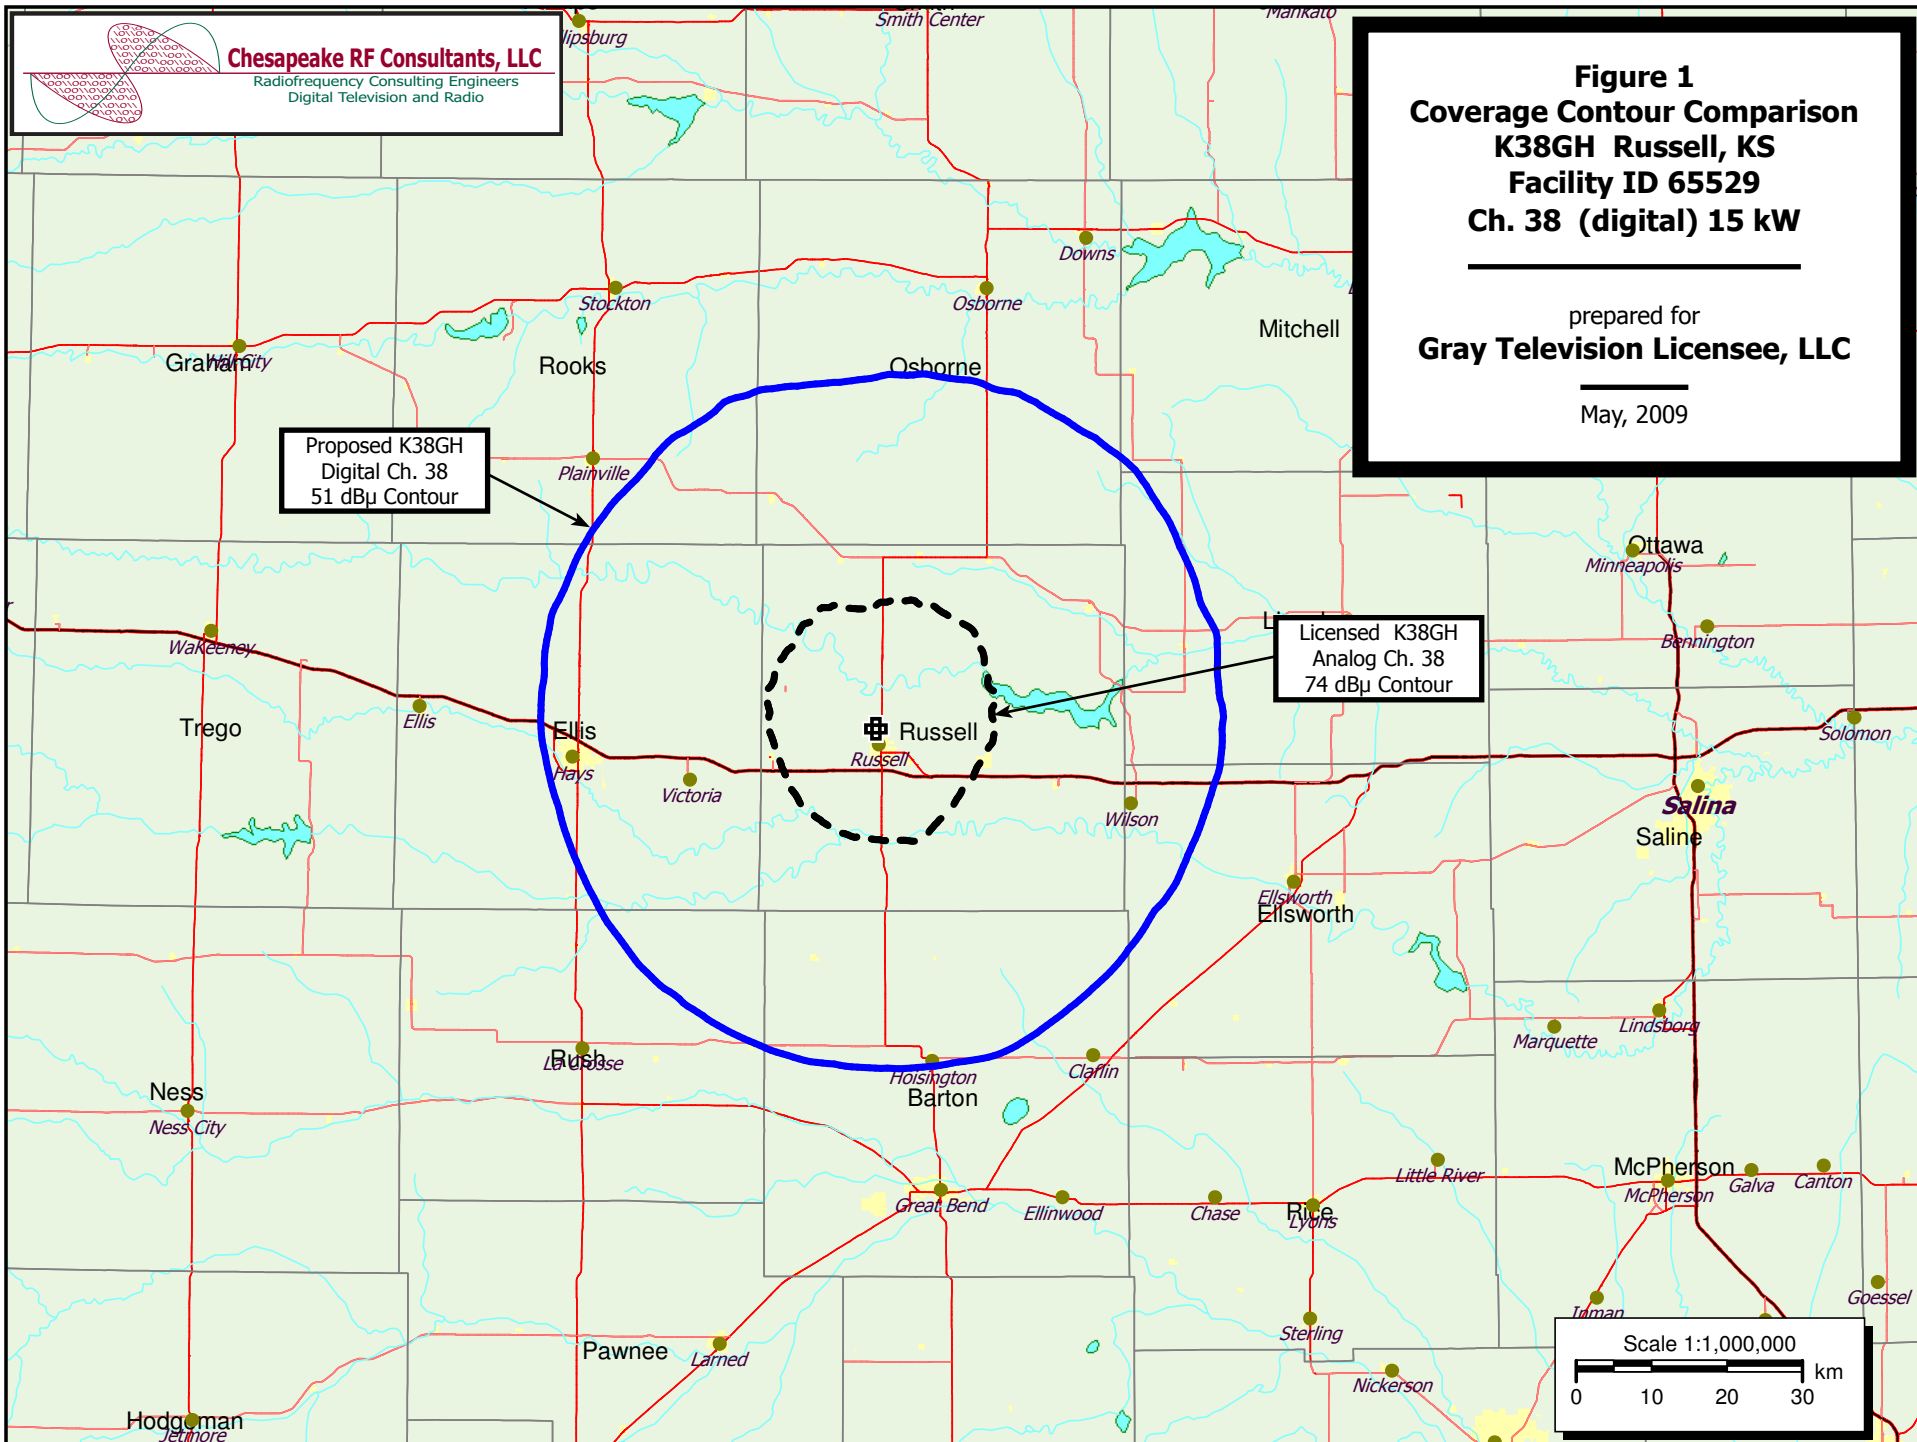 Chesapeake RF Consultants, LLC
Radiofrequency Consulting Engineers
Digital Television and Radio
Figure 1
Coverage Contour Comparison
K38GH Russell, KS
Facility ID 65529
Ch. 38 (digital) 15 kW
prepared for
Gray Television Licensee, LLC
May, 2009
Smith Center
Mankato
Downs
Stockton
Osborne
Mitchell
Graham
Hill City
Rooks
Osborne
Proposed K38GH
Digital Ch. 38
51 dBµ Contour
Plainville
Ottawa
Minneapolis
WaKeeney
Licensed K38GH
Analog Ch. 38
74 dBµ Contour
Bennington
Trego
Ellis
Ellis
Hays
Victoria
Russell
Russell
Solomon
Wilson
Salina
Saline
Ellsworth
Ellsworth
Lindsborg
Marquette
Rush
La Crosse
Hoisington
Barton
Claflin
Ness
Ness City
Great Bend
Ellinwood
Chase
Rice
Lyons
Little River
McPherson
McPherson
Galva
Canton
Goessel
Inman
Sterling
Pawnee
Larned
Nickerson
Hodgeman
Jetmore
Scale 1:1,000,000
km
0 10 20 30